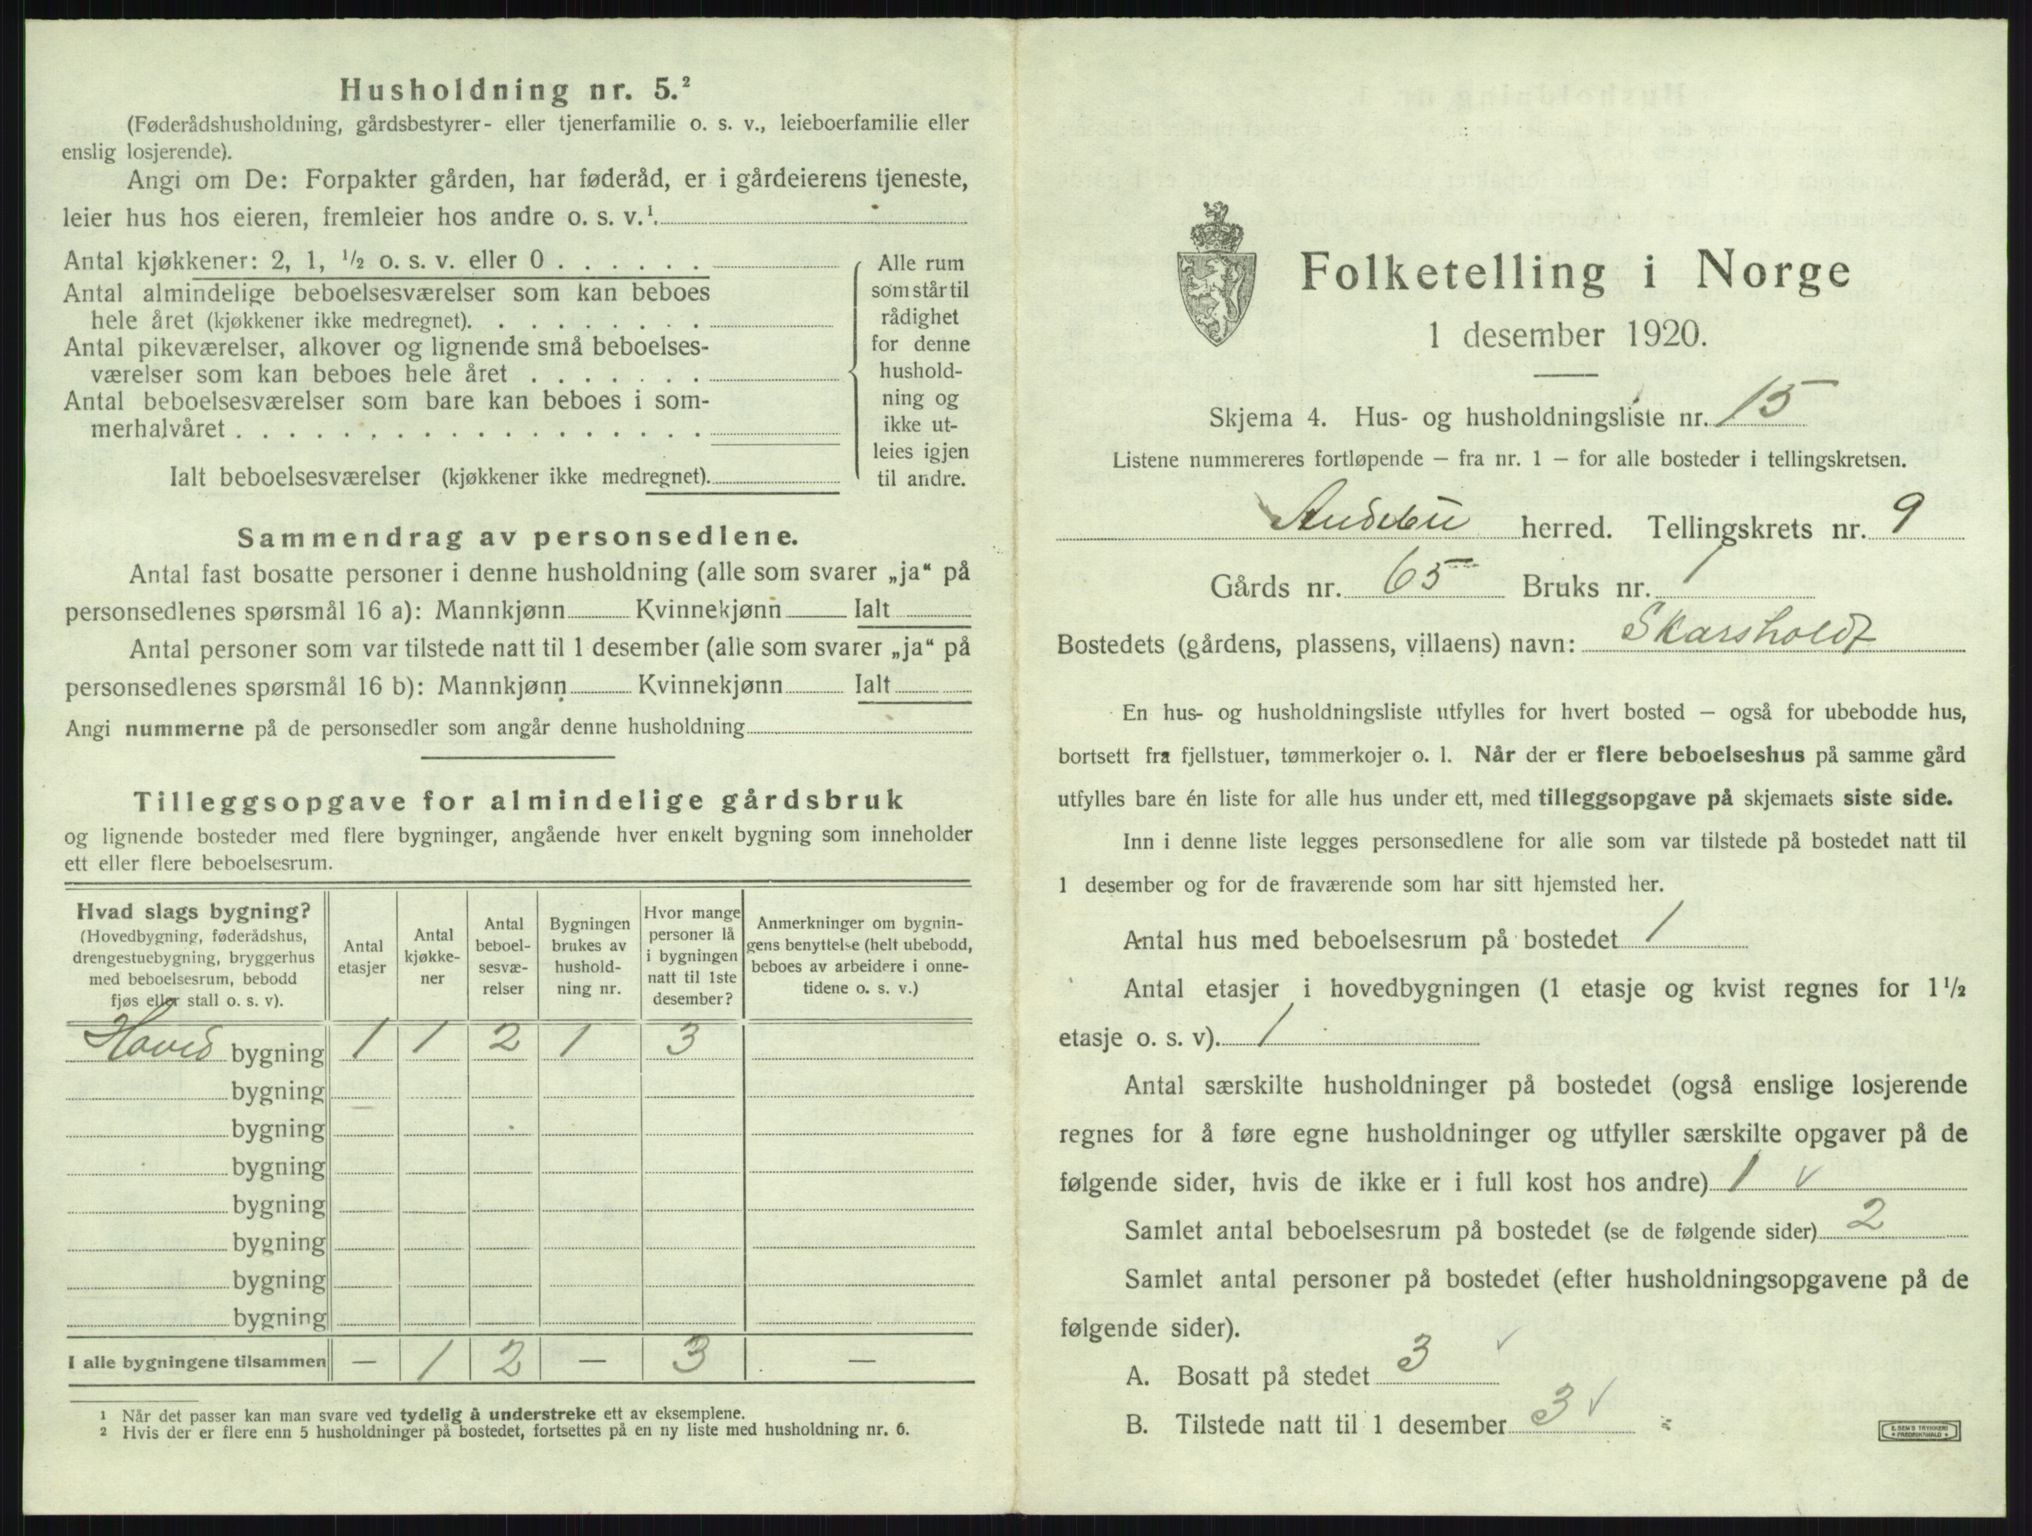 Husholdning nr. 5.²
(Føderådshusholdning, gårdsbestyrer- eller tjenerfamilie o. s. v., leieboerfamilie eller
enslig losjerende).
Angi om De: Forpakter gården, har føderåd, er i gårdeierens tjeneste,
leier hus hos eieren, fremleier hos andre o. s. v.¹.
Antal kjøkkener: 2, 1, ½ o. s. v. eller 0 . . . . . .
Antal almindelige beboelsesværelser som kan beboes
hele året (kjøkkener ikke medregnet). . . . . . . . .
Antal pikeværelser, alkover og lignende små beboelses-
værelser som kan beboes hele året . . . . . . .
Antal beboelsesværelser som bare kan beboes i som-
merhalvåret . . . . . . . . . . . . . . . . . .
Ialt beboelsesværelser (kjøkkener ikke medregnet).
Alle rum
som står til
rådighet
for denne
hushold-
ning og
ikke ut-
leies igjen
til andre.
Sammendrag av personsedlene.
Antal fast bosatte personer i denne husholdning (alle som svarer „ja“ på
personsedlenes spørsmål 16 a): Mannkjønn Kvinnekjønn Ialt
Antal personer som var tilstede natt til 1 desember (alle som svarer „ja“ på
personsedlenes spørsmål 16 b): Mannkjønn Kvinnekjønn Ialt
Angi nummerne på de personsedler som angår denne husholdning
Tilleggsopgave for almindelige gårdsbruk
og lignende bosteder med flere bygninger, angående hver enkelt bygning som inneholder
ett eller flere beboelsesrum.
Hvad slags bygning?
(Hovedbygning, føderådshus,
drengestuebygning, bryggerhus
med beboelsesrum, bebodd
fjøs eller stall o. s. v).
Antal
etasjer
Antal
kjøkke-
ner
Antal
beboel-
sesvæ-
relser
Bygningen
brukes av
hushold-
ning nr.
Hvor mange
personer lå
i bygningen
natt til 1ste
desember?
Anmerkninger om bygnin-
gens benyttelse (helt ubebodd,
beboes av arbeidere i onne-
tidene o. s. v.)
Hoved bygning 1 1 2 1 3
bygning
bygning
bygning
bygning
bygning
bygning
bygning
I alle bygningene tilsammen — 1 2 — 3 —
¹ Når det passer kan man svare ved tydelig å understreke ett av eksemplene.
² Hvis der er flere enn 5 husholdninger på bostedet, fortsettes på en ny liste med husholdning nr. 6.
Folketelling i Norge
1 desember 1920.
Skjema 4. Hus- og husholdningsliste nr. 15
Listene nummereres fortløpende – fra nr. 1 – for alle bosteder i tellingskretsen.
Andebu herred. Tellingskrets nr. 9
Gårds nr. 65 Bruks nr. 1
Bostedets (gårdens, plassens, villaens) navn: Skarsholdt
En hus- og husholdningsliste utfylles for hvert bosted – også for ubebodde hus,
bortsett fra fjellstuer, tømmerkojer o. l. Når der er flere beboelseshus på samme gård
utfylles bare én liste for alle hus under ett, med tilleggsopgave på skjemaets siste side.
Inn i denne liste legges personsedlene for alle som var tilstede på bostedet natt til
1 desember og for de fraværende som har sitt hjemsted her.
Antal hus med beboelsesrum på bostedet 1
Antal etasjer i hovedbygningen (1 etasje og kvist regnes for 1½
etasje o. s. v). 1
Antal særskilte husholdninger på bostedet (også enslige losjerende
regnes for å føre egne husholdninger og utfyller særskilte opgaver på de
følgende sider, hvis de ikke er i full kost hos andre) 1 ✓
Samlet antal beboelsesrum på bostedet (se de følgende sider) 2
Samlet antal personer på bostedet (efter husholdningsopgavene på de
følgende sider).
A. Bosatt på stedet 3 ✓
B. Tilstede natt til 1 desember 3 ✓